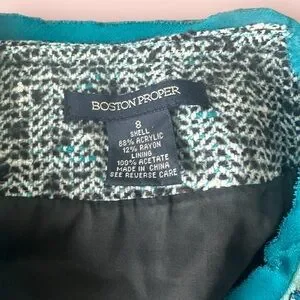 BOSTON PROPER
8
SHELL
88% ACRYLIC
12% RAYON
LINING
100% ACETATE
MADE IN CHINA
SEE REVERSE CARE